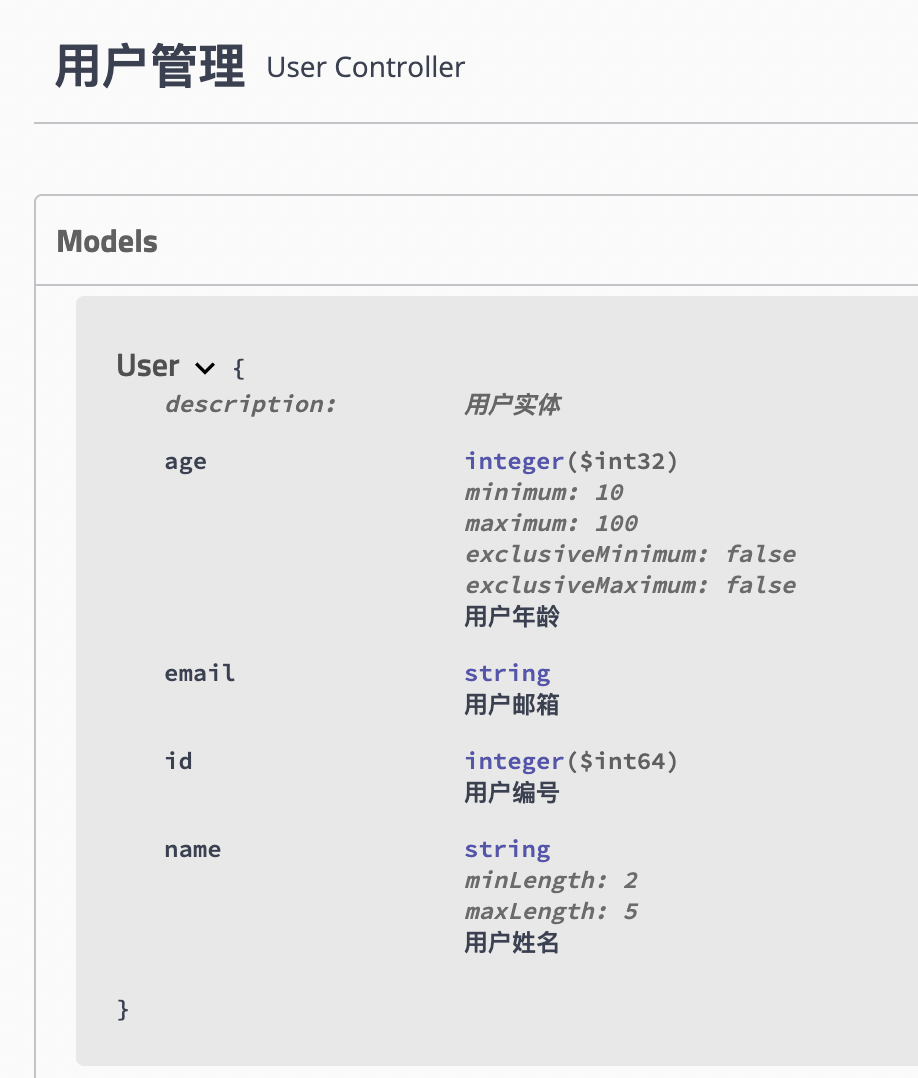 用户管理 User Controller
Models
User {
description: 用户实体
age integer($int32)
minimum: 10
maximum: 100
exclusiveMinimum: false
exclusiveMaximum: false
用户年龄
email string
用户邮箱
id integer($int64)
用户编号
name string
minLength: 2
maxLength: 5
用户姓名
}